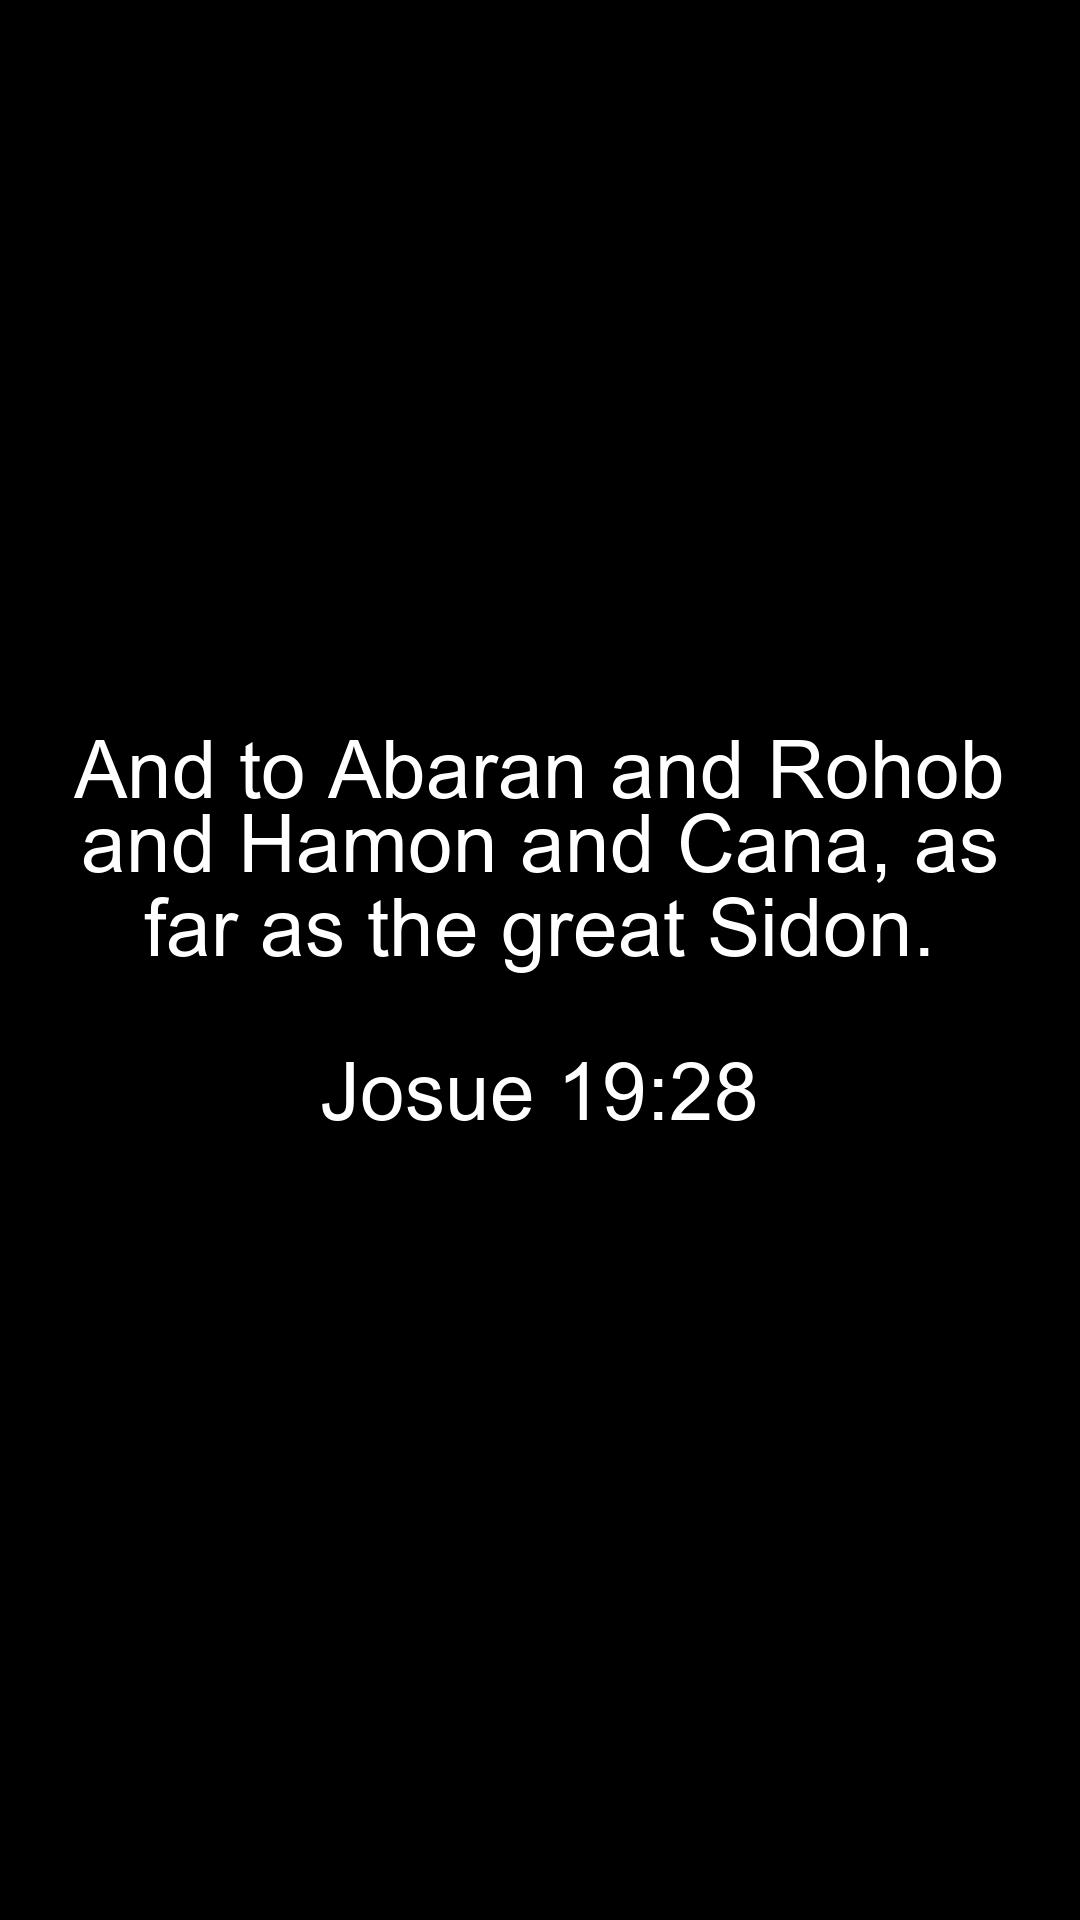 And to Abaran and Rohob
and Hamon and Cana, as
far as the great Sidon.
Josue 19:28